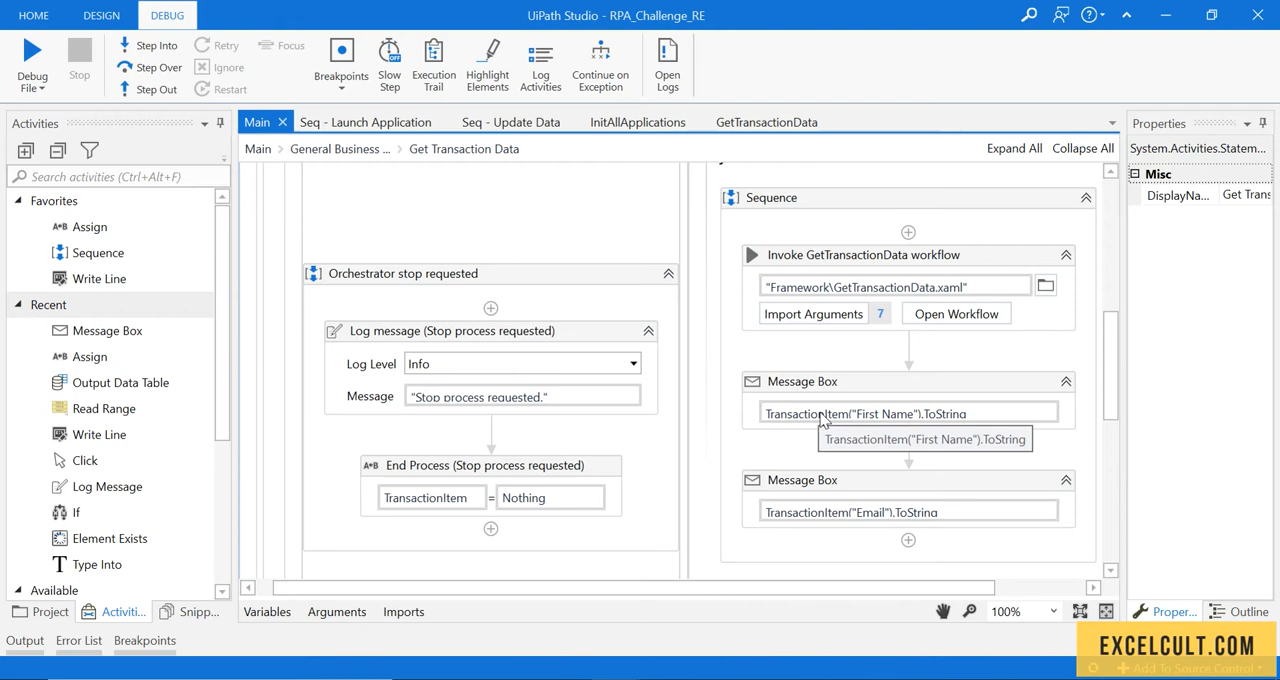 HOME
DESIGN
DEBUG
UiPath Studio - RPA_Challenge_RE
Debug File
Stop
Step Into
Step Over
Step Out
Retry
Ignore
Restart
Focus
Breakpoints
Slow Step
OFF
Execution Trail
Highlight Elements
Log Activities
Continue on Exception
Open Logs
Activities
Main
Seq - Launch Application
Seq - Update Data
InitAllApplications
GetTransactionData
Properties
Main > General Business ... > Get Transaction Data
Expand All
Collapse All
System.Activities.Stateme...
Search activities (Ctrl+Alt+F)
Misc
DisplayNa...
Get Trans
Favorites
Assign
Sequence
Write Line
Recent
Message Box
Assign
Output Data Table
Read Range
Write Line
Click
Log Message
If
Element Exists
Type Into
Available
Orchestrator stop requested
Log message (Stop process requested)
Log Level
Info
Message
"Stop process requested."
End Process (Stop process requested)
TransactionItem = Nothing
Sequence
Invoke GetTransactionData workflow
"Framework\GetTransactionData.xaml"
Import Arguments
7
Open Workflow
Message Box
TransactionItem("First Name").ToString
TransactionItem("First Name").ToString
Message Box
TransactionItem("Email").ToString
Project
Activiti...
Snipp...
Variables
Arguments
Imports
100%
Proper...
Outline
Output
Error List
Breakpoints
EXCELCULT.COM
Add To Source Control